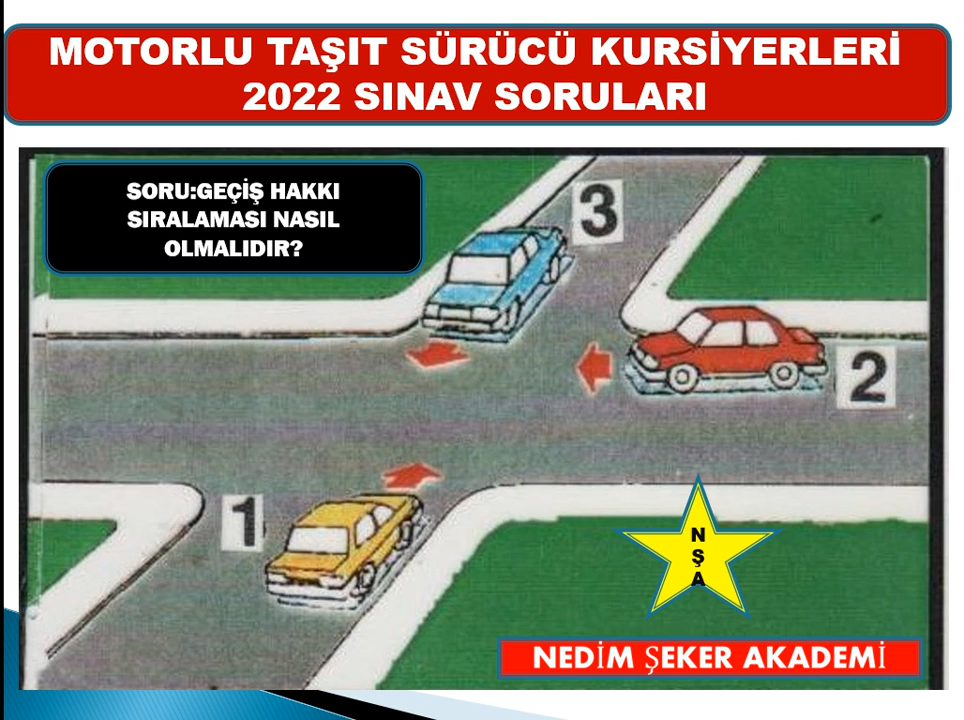 MOTORLU TAŞIT SÜRÜCÜ KURSİYERLERİ
2022 SINAV SORULARI
SORU:GEÇİŞ HAKKI
SIRALAMASI NASIL
OLMALIDIR?
3
2
1
N
Ş
A
NEDİM ŞEKER AKADEMİ